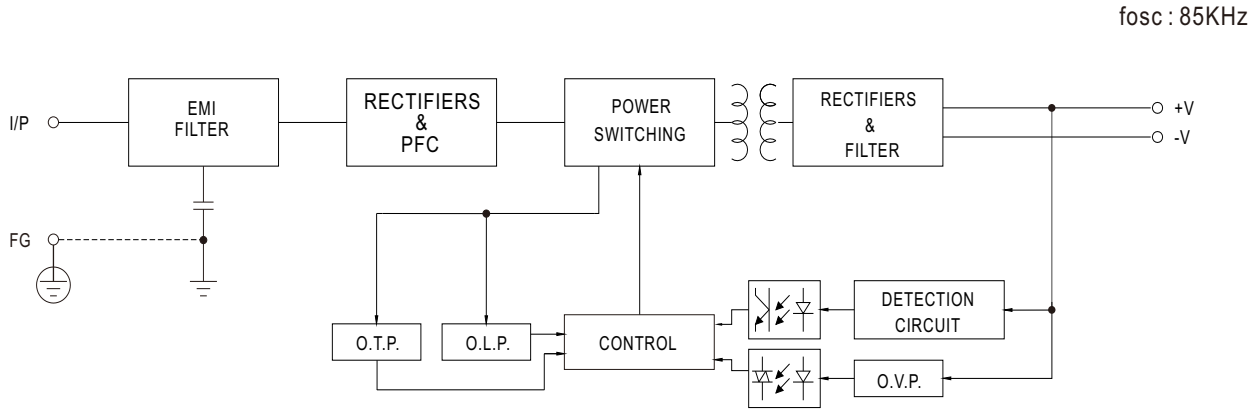 fosc : 85KHz
I/P
EMI
FILTER
RECTIFIERS
&
PFC
POWER
SWITCHING
RECTIFIERS
&
FILTER
+V
-V
FG
O.T.P.
O.L.P.
CONTROL
DETECTION
CIRCUIT
O.V.P.